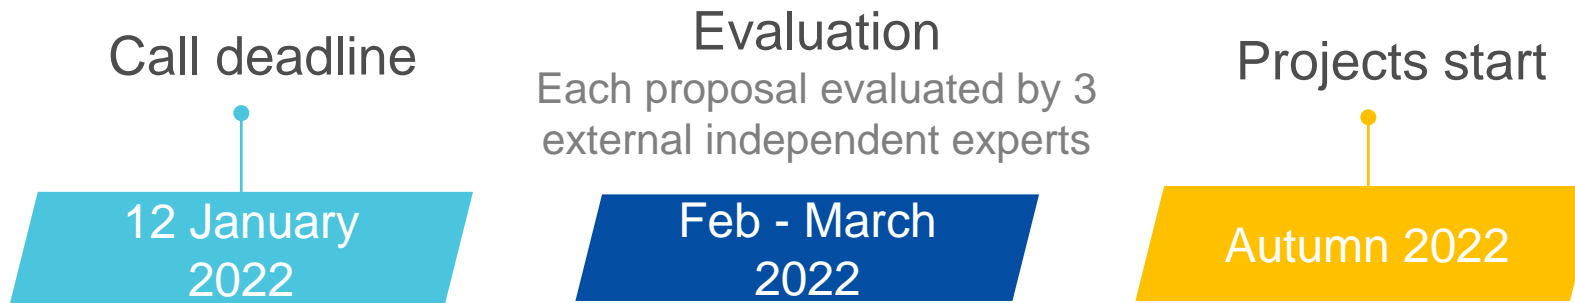 Call deadline
12 January
2022
Evaluation
Each proposal evaluated by 3
external independent experts
Feb - March
2022
Projects start
Autumn 2022